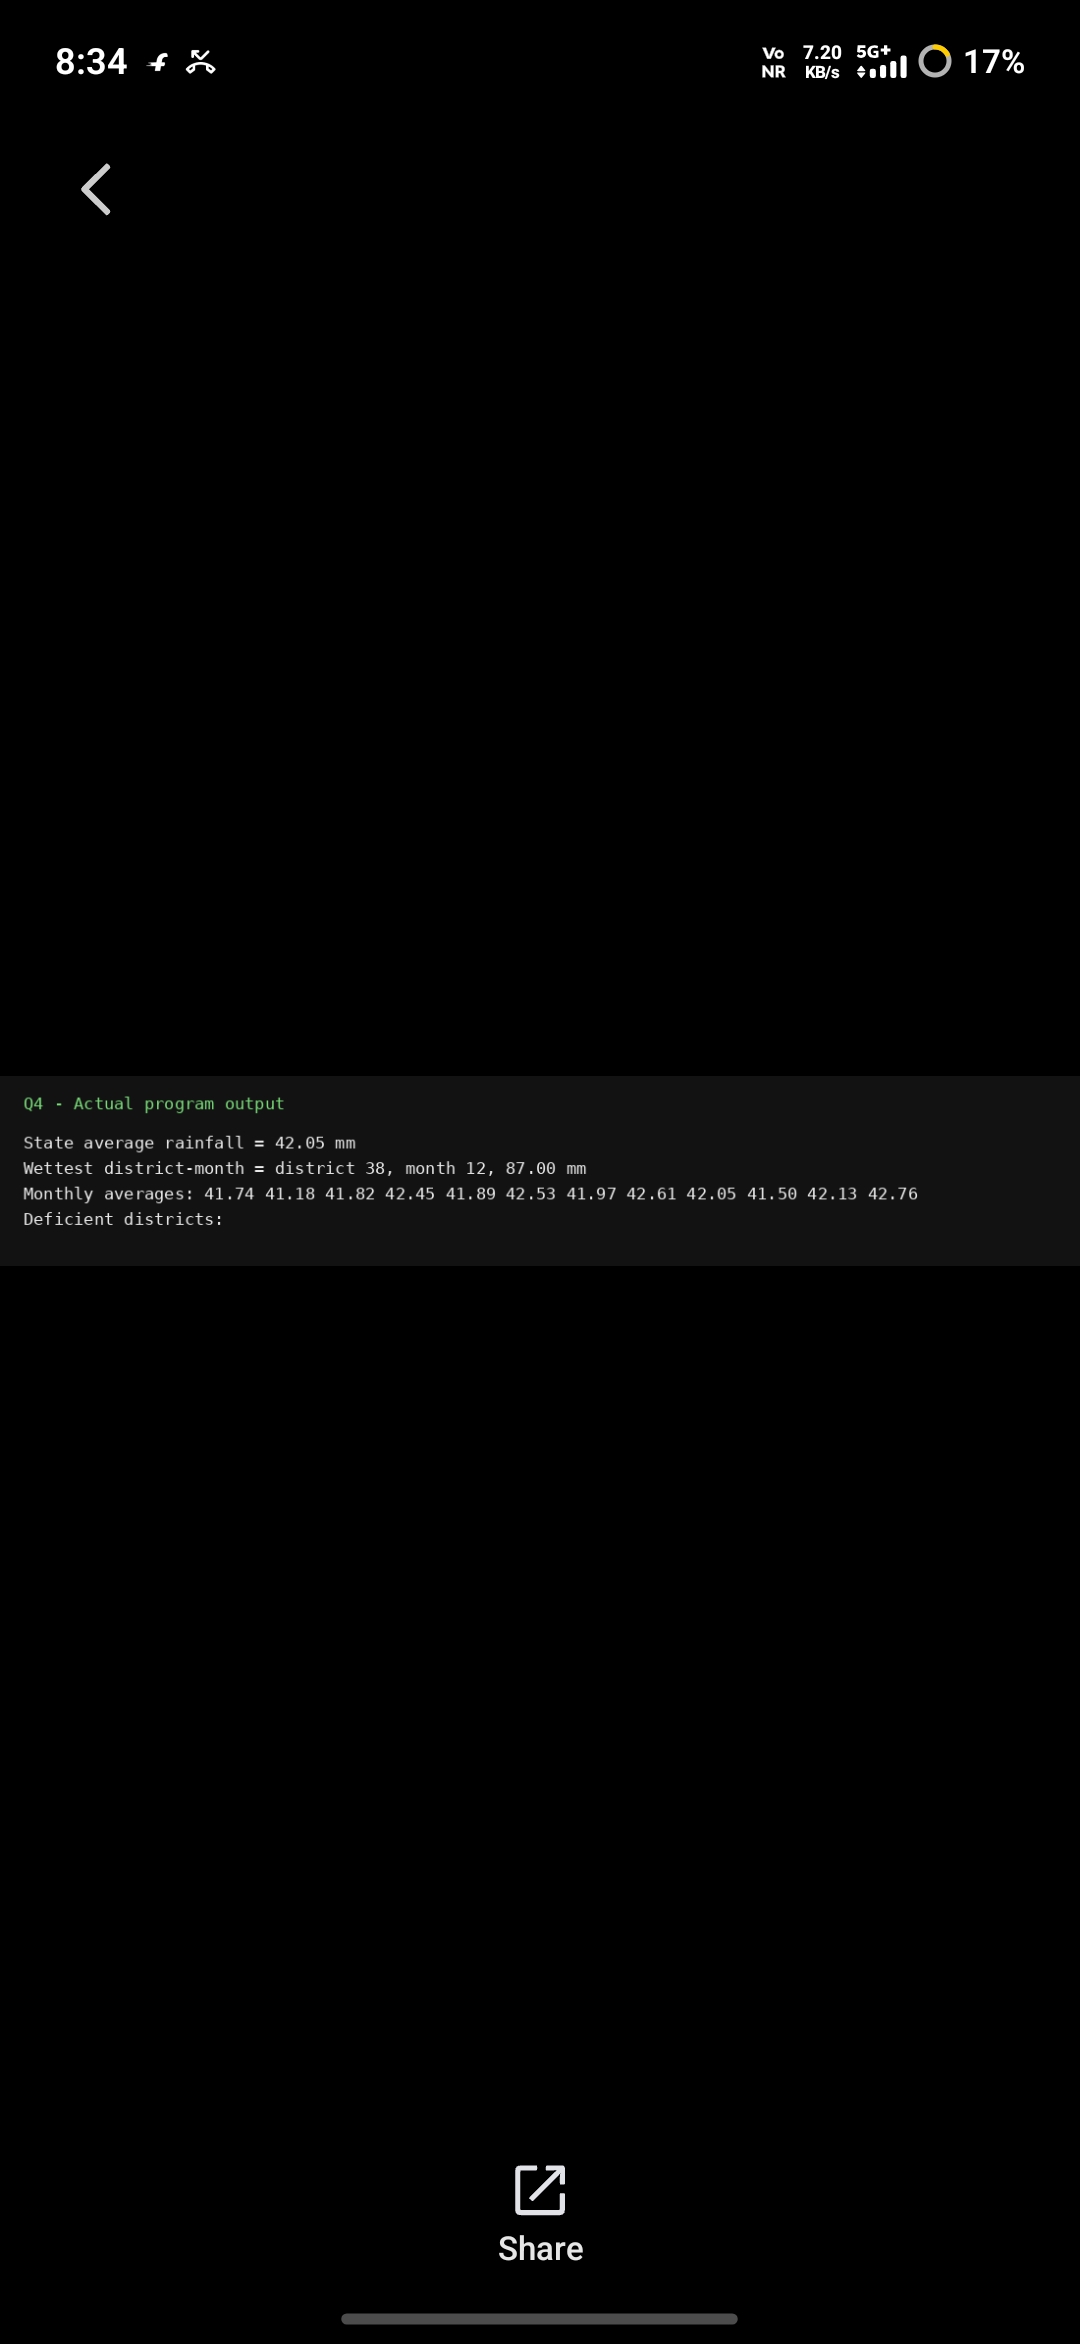 8:34
Vo NR 7.20 KB/s 5G+ 17%
Q4 - Actual program output
State average rainfall = 42.05 mm
Wettest district-month = district 38, month 12, 87.00 mm
Monthly averages: 41.74 41.18 41.82 42.45 41.89 42.53 41.97 42.61 42.05 41.50 42.13 42.76
Deficient districts:
Share